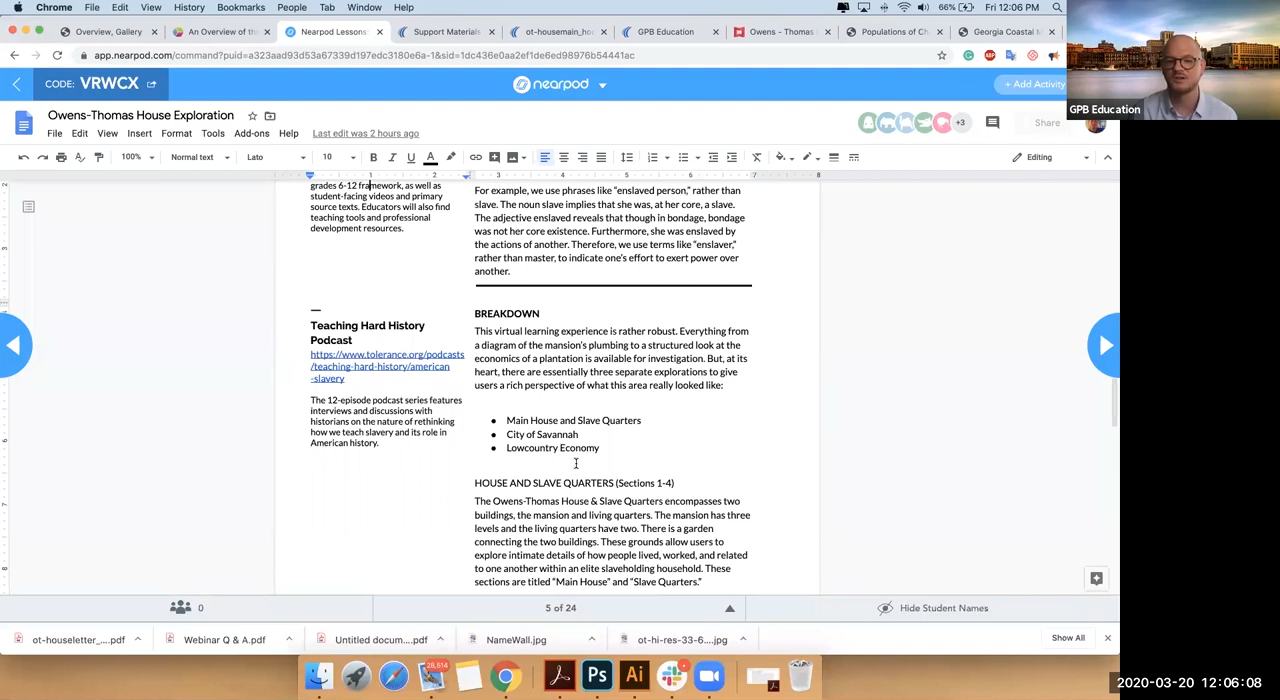 Chrome File Edit View History Bookmarks People Tab Window Help 66% Fri 12:06 PM
Overview, Gallery
An Overview of the
Nearpod Lessons
Support Materials
ot-housemain_ho
GPB Education
Owens - Thomas
Populations of Ch
Georgia Coastal M
app.nearpod.com/command?puid=a323aad93d53767339d197edc3180e6a-1&sid=1dc436e0aa2ef1de6ed98976b54441ac
CODE: VRWCX
nearpod
+ Add Activity
GPB Education
Owens-Thomas House Exploration
+3
Share
File Edit View Insert Format Tools Add-ons Help Last edit was 2 hours ago
100% Normal text Lato 10 B I U A Editing
1 2 3 4 5 6 7 8
grades 6-12 framework, as well as
student-facing videos and primary
source texts. Educators will also find
teaching tools and professional
development resources.
For example, we use phrases like “enslaved person,” rather than
slave. The noun slave implies that she was, at her core, a slave.
The adjective enslaved reveals that though in bondage, bondage
was not her core existence. Furthermore, she was enslaved by
the actions of another. Therefore, we use terms like “enslaver,”
rather than master, to indicate one’s effort to exert power over
another.
Teaching Hard History
Podcast
https://www.tolerance.org/podcasts
/teaching-hard-history/american
-slavery
The 12-episode podcast series features
interviews and discussions with
historians on the nature of rethinking
how we teach slavery and its role in
American history.
BREAKDOWN
This virtual learning experience is rather robust. Everything from
a diagram of the mansion’s plumbing to a structured look at the
economics of a plantation is available for investigation. But, at its
heart, there are essentially three separate explorations to give
users a rich perspective of what this area really looked like:
● Main House and Slave Quarters
● City of Savannah
● Lowcountry Economy
HOUSE AND SLAVE QUARTERS (Sections 1-4)
The Owens-Thomas House & Slave Quarters encompasses two
buildings, the mansion and living quarters. The mansion has three
levels and the living quarters have two. There is a garden
connecting the two buildings. These grounds allow users to
explore intimate details of how people lived, worked, and related
to one another within an elite slaveholding household. These
sections are titled “Main House” and “Slave Quarters.”
0
5 of 24
Hide Student Names
ot-houseletter_....pdf
Webinar Q & A.pdf
Untitled docum....pdf
NameWall.jpg
ot-hi-res-33-6....jpg
Show All
28,514
Ps
Ai
2020-03-20 12:06:08